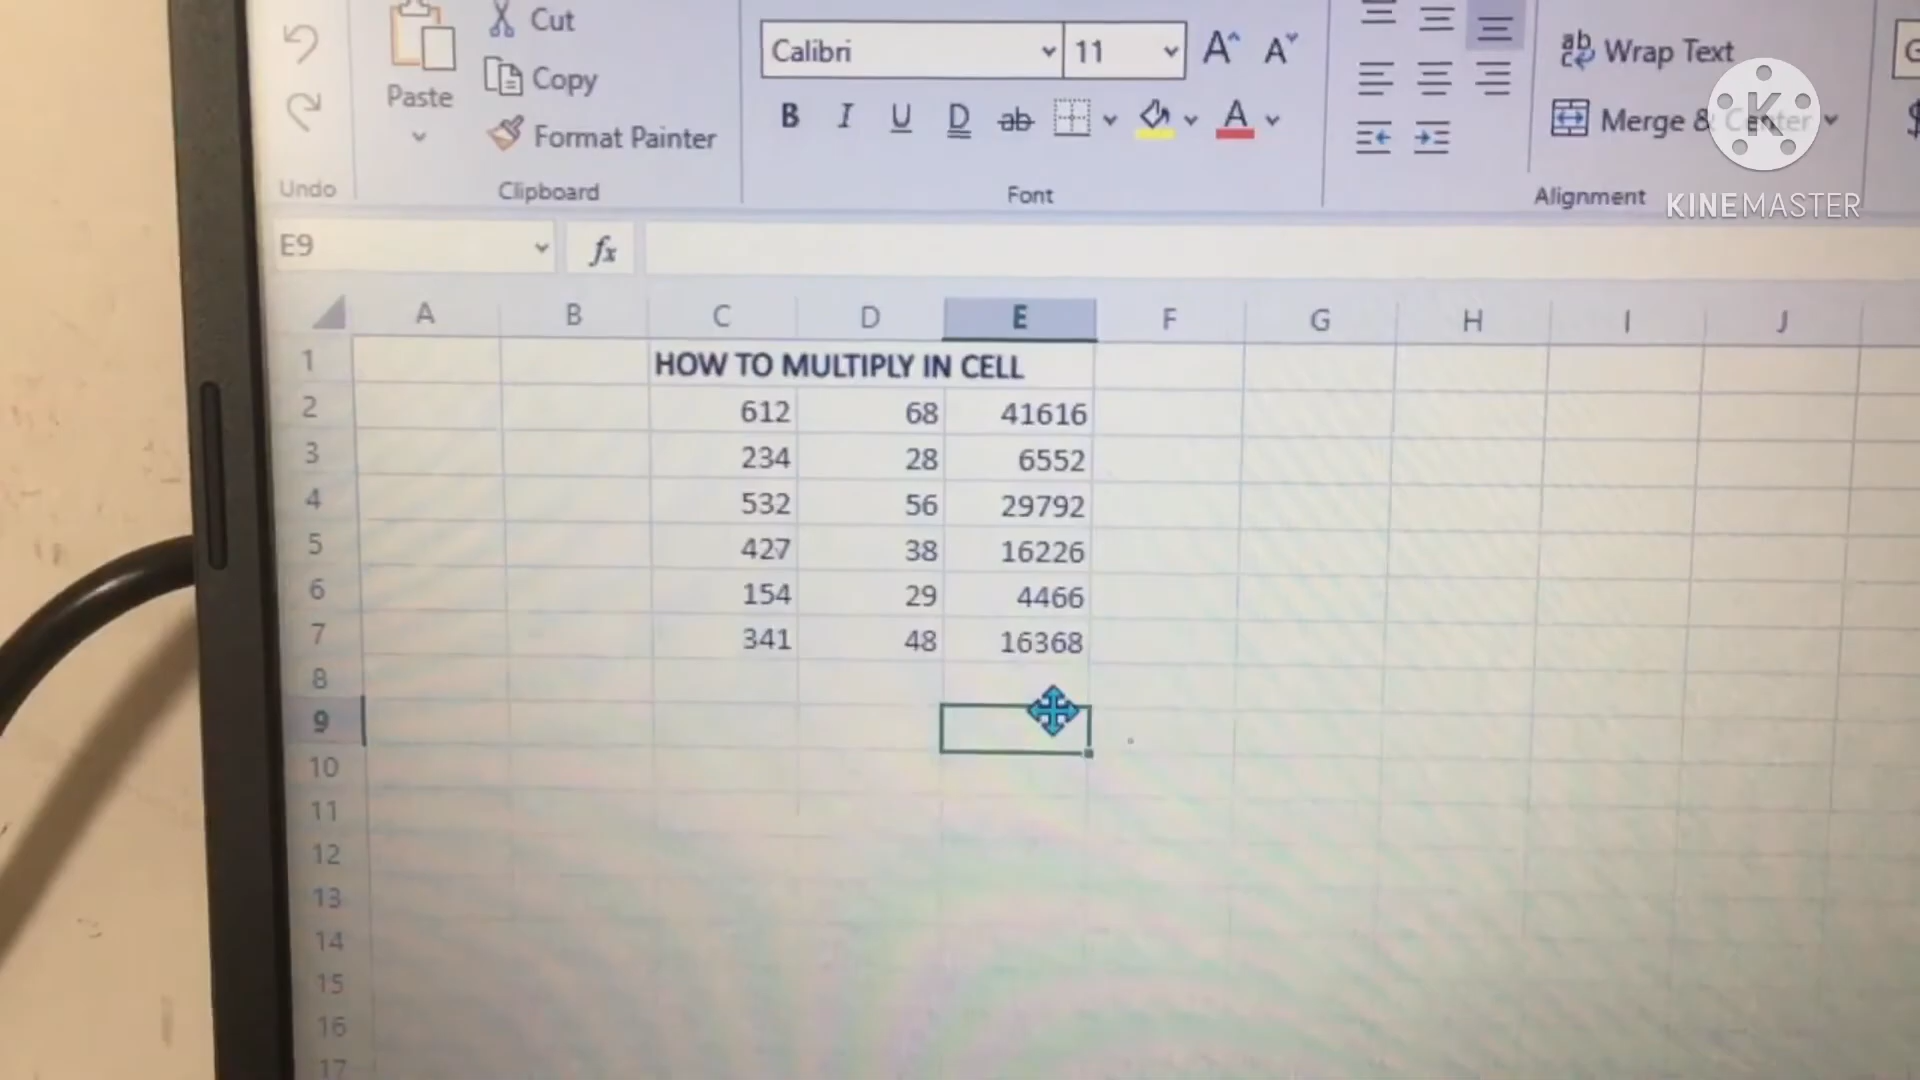 Cut
Copy
Paste
Format Painter
Undo
Clipboard
Calibri
11
B I U D ab
A
Font
Wrap Text
Merge & Center
Alignment
K
KINEMASTER
E9
fx
A B C D E F G H I J
1 HOW TO MULTIPLY IN CELL
2 612 68 41616
3 234 28 6552
4 532 56 29792
5 427 38 16226
6 154 29 4466
7 341 48 16368
8
9
10
11
12
13
14
15
16
17